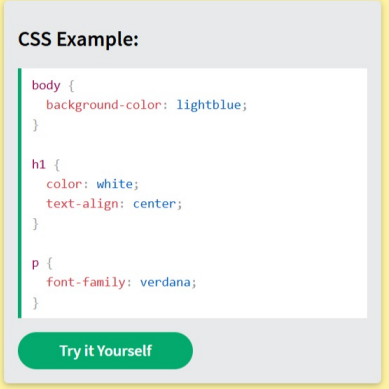 CSS Example:
body {
  background-color: lightblue;
}
h1 {
  color: white;
  text-align: center;
}
p {
  font-family: verdana;
}
Try it Yourself